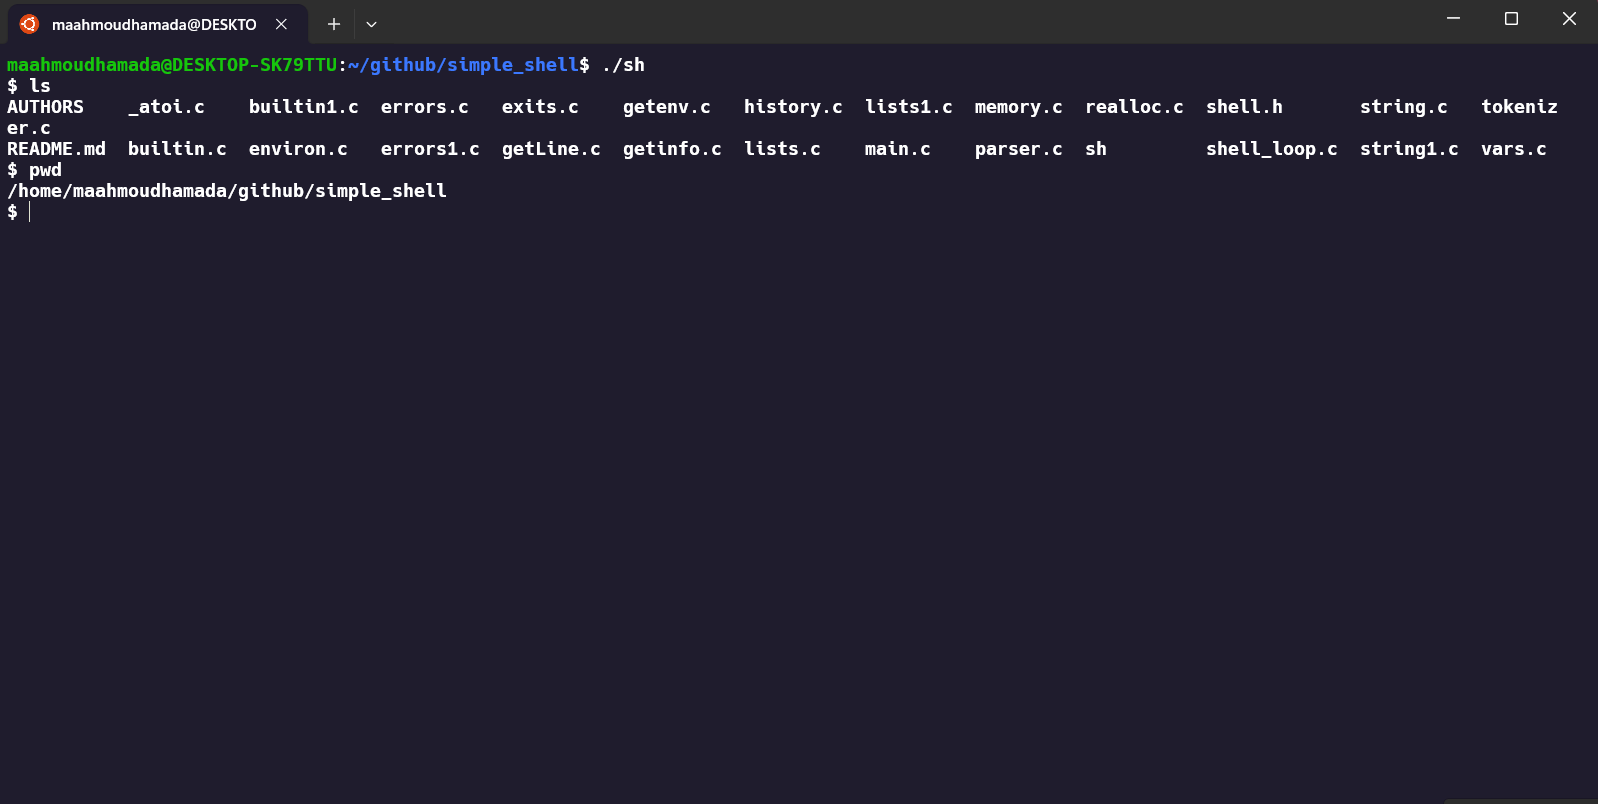 maahmoudhamada@DESKTO
maahmoudhamada@DESKTOP-SK79TTU:~/github/simple_shell$ ./sh
$ ls
AUTHORS    _atoi.c    builtin1.c  errors.c   exits.c    getenv.c   history.c  lists1.c  memory.c  realloc.c  shell.h       string.c   tokeniz
er.c
README.md  builtin.c  environ.c   errors1.c  getLine.c  getinfo.c  lists.c    main.c    parser.c  sh         shell_loop.c  string1.c  vars.c
$ pwd
/home/maahmoudhamada/github/simple_shell
$